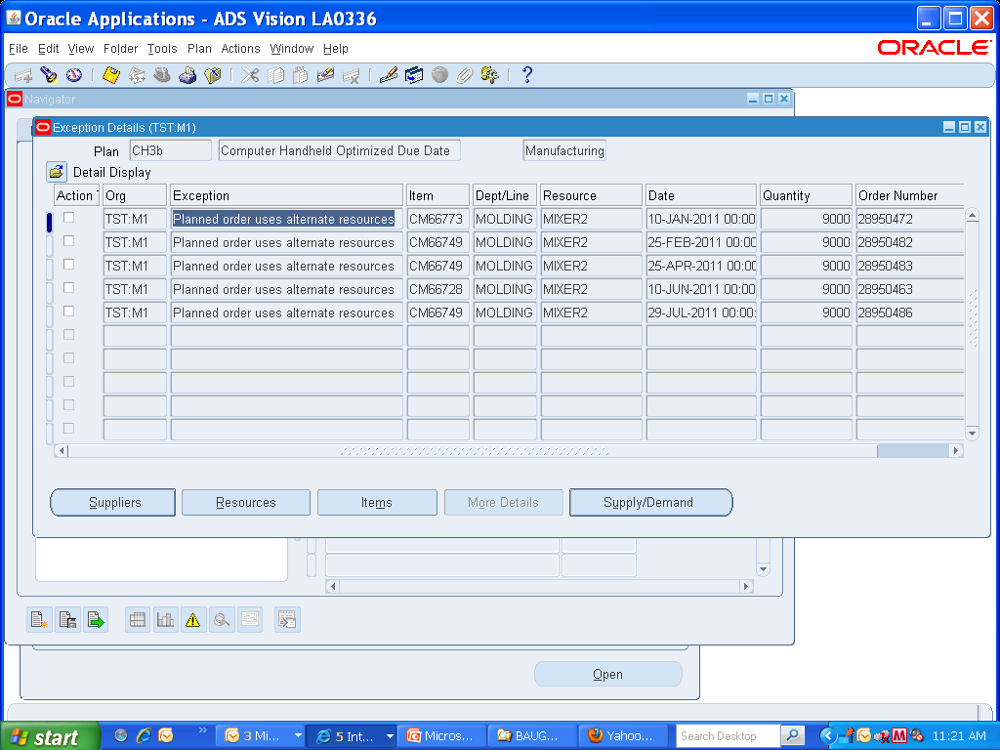 Oracle Applications - ADS Vision LA0336
File Edit View Folder Tools Plan Actions Window Help
ORACLE
Navigator
Exception Details (TST:M1)
Plan CH3b Computer Handheld Optimized Due Date Manufacturing
Detail Display
Action Org Exception Item Dept/Line Resource Date Quantity Order Number
TST:M1 Planned order uses alternate resources CM66773 MOLDING MIXER2 10-JAN-2011 00:00 9000 28950472
TST:M1 Planned order uses alternate resources CM66749 MOLDING MIXER2 25-FEB-2011 00:00 9000 28950482
TST:M1 Planned order uses alternate resources CM66749 MOLDING MIXER2 25-APR-2011 00:00 9000 28950483
TST:M1 Planned order uses alternate resources CM66728 MOLDING MIXER2 10-JUN-2011 00:00 9000 28950463
TST:M1 Planned order uses alternate resources CM66749 MOLDING MIXER2 29-JUL-2011 00:00: 9000 28950486
Suppliers Resources Items More Details Supply/Demand
Open
start 3 Mi... 5 Int... Micros... BAUG... Yahoo... Search Desktop 11:21 AM